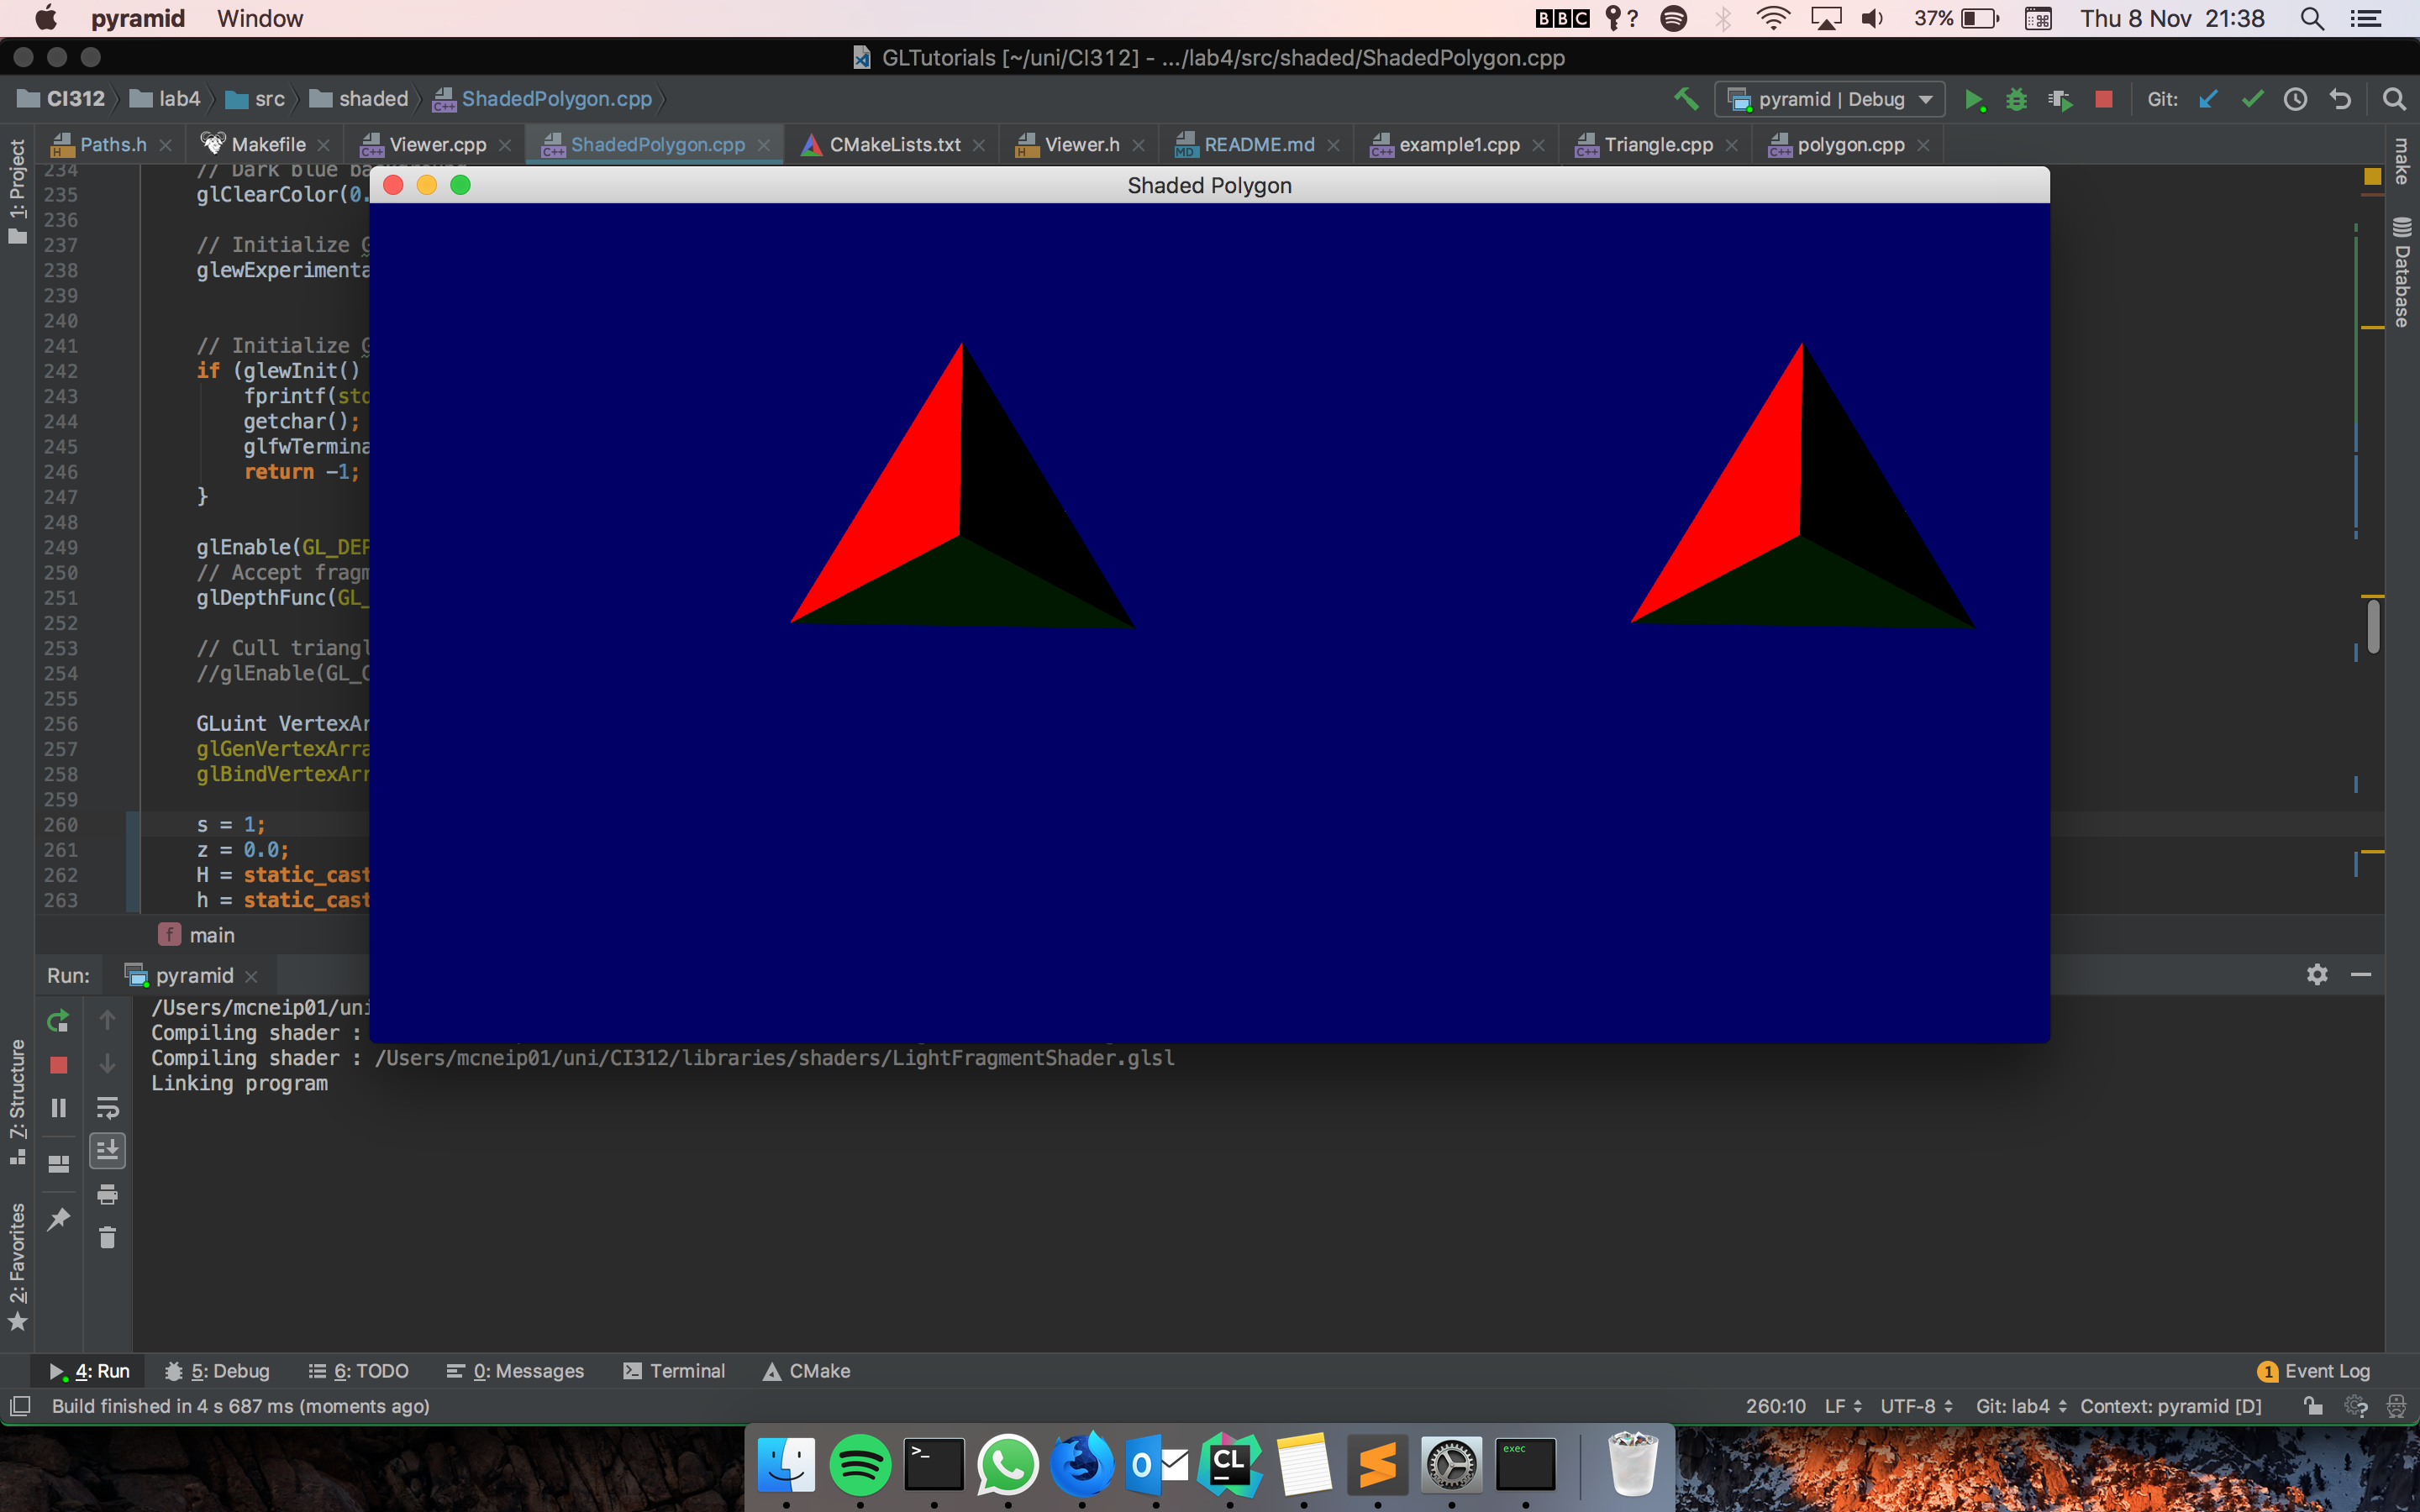 pyramid Window
BBC ? 37% Thu 8 Nov 21:38
GLTutorials [~/uni/CI312] - .../lab4/src/shaded/ShadedPolygon.cpp
CI312 lab4 src shaded ShadedPolygon.cpp
pyramid | Debug Git:
Paths.h Makefile Viewer.cpp ShadedPolygon.cpp CMakeLists.txt Viewer.h README.md example1.cpp Triangle.cpp polygon.cpp
1: Project
make
Database
Shaded Polygon
234 // Dark blue ba
235 glClearColor(0.
236
237 // Initialize G
238 glewExperimenta
239
240
241 // Initialize G
242 if (glewInit()
243 fprintf(std
244 getchar();
245 glfwTermina
246 return -1;
247 }
248
249 glEnable(GL_DEP
250 // Accept fragm
251 glDepthFunc(GL_
252
253 // Cull triangl
254 //glEnable(GL_C
255
256 GLuint VertexAr
257 glGenVertexArra
258 glBindVertexArr
259
260 s = 1;
261 z = 0.0;
262 H = static_cast
263 h = static_cast
f main
Run: pyramid
/Users/mcneip01/uni
Compiling shader :
Compiling shader : /Users/mcneip01/uni/CI312/libraries/shaders/LightFragmentShader.glsl
Linking program
Z: Structure
2: Favorites
4: Run 5: Debug 6: TODO 0: Messages Terminal CMake 1 Event Log
Build finished in 4 s 687 ms (moments ago) 260:10 LF UTF-8 Git: lab4 Context: pyramid [D]
CL
exec